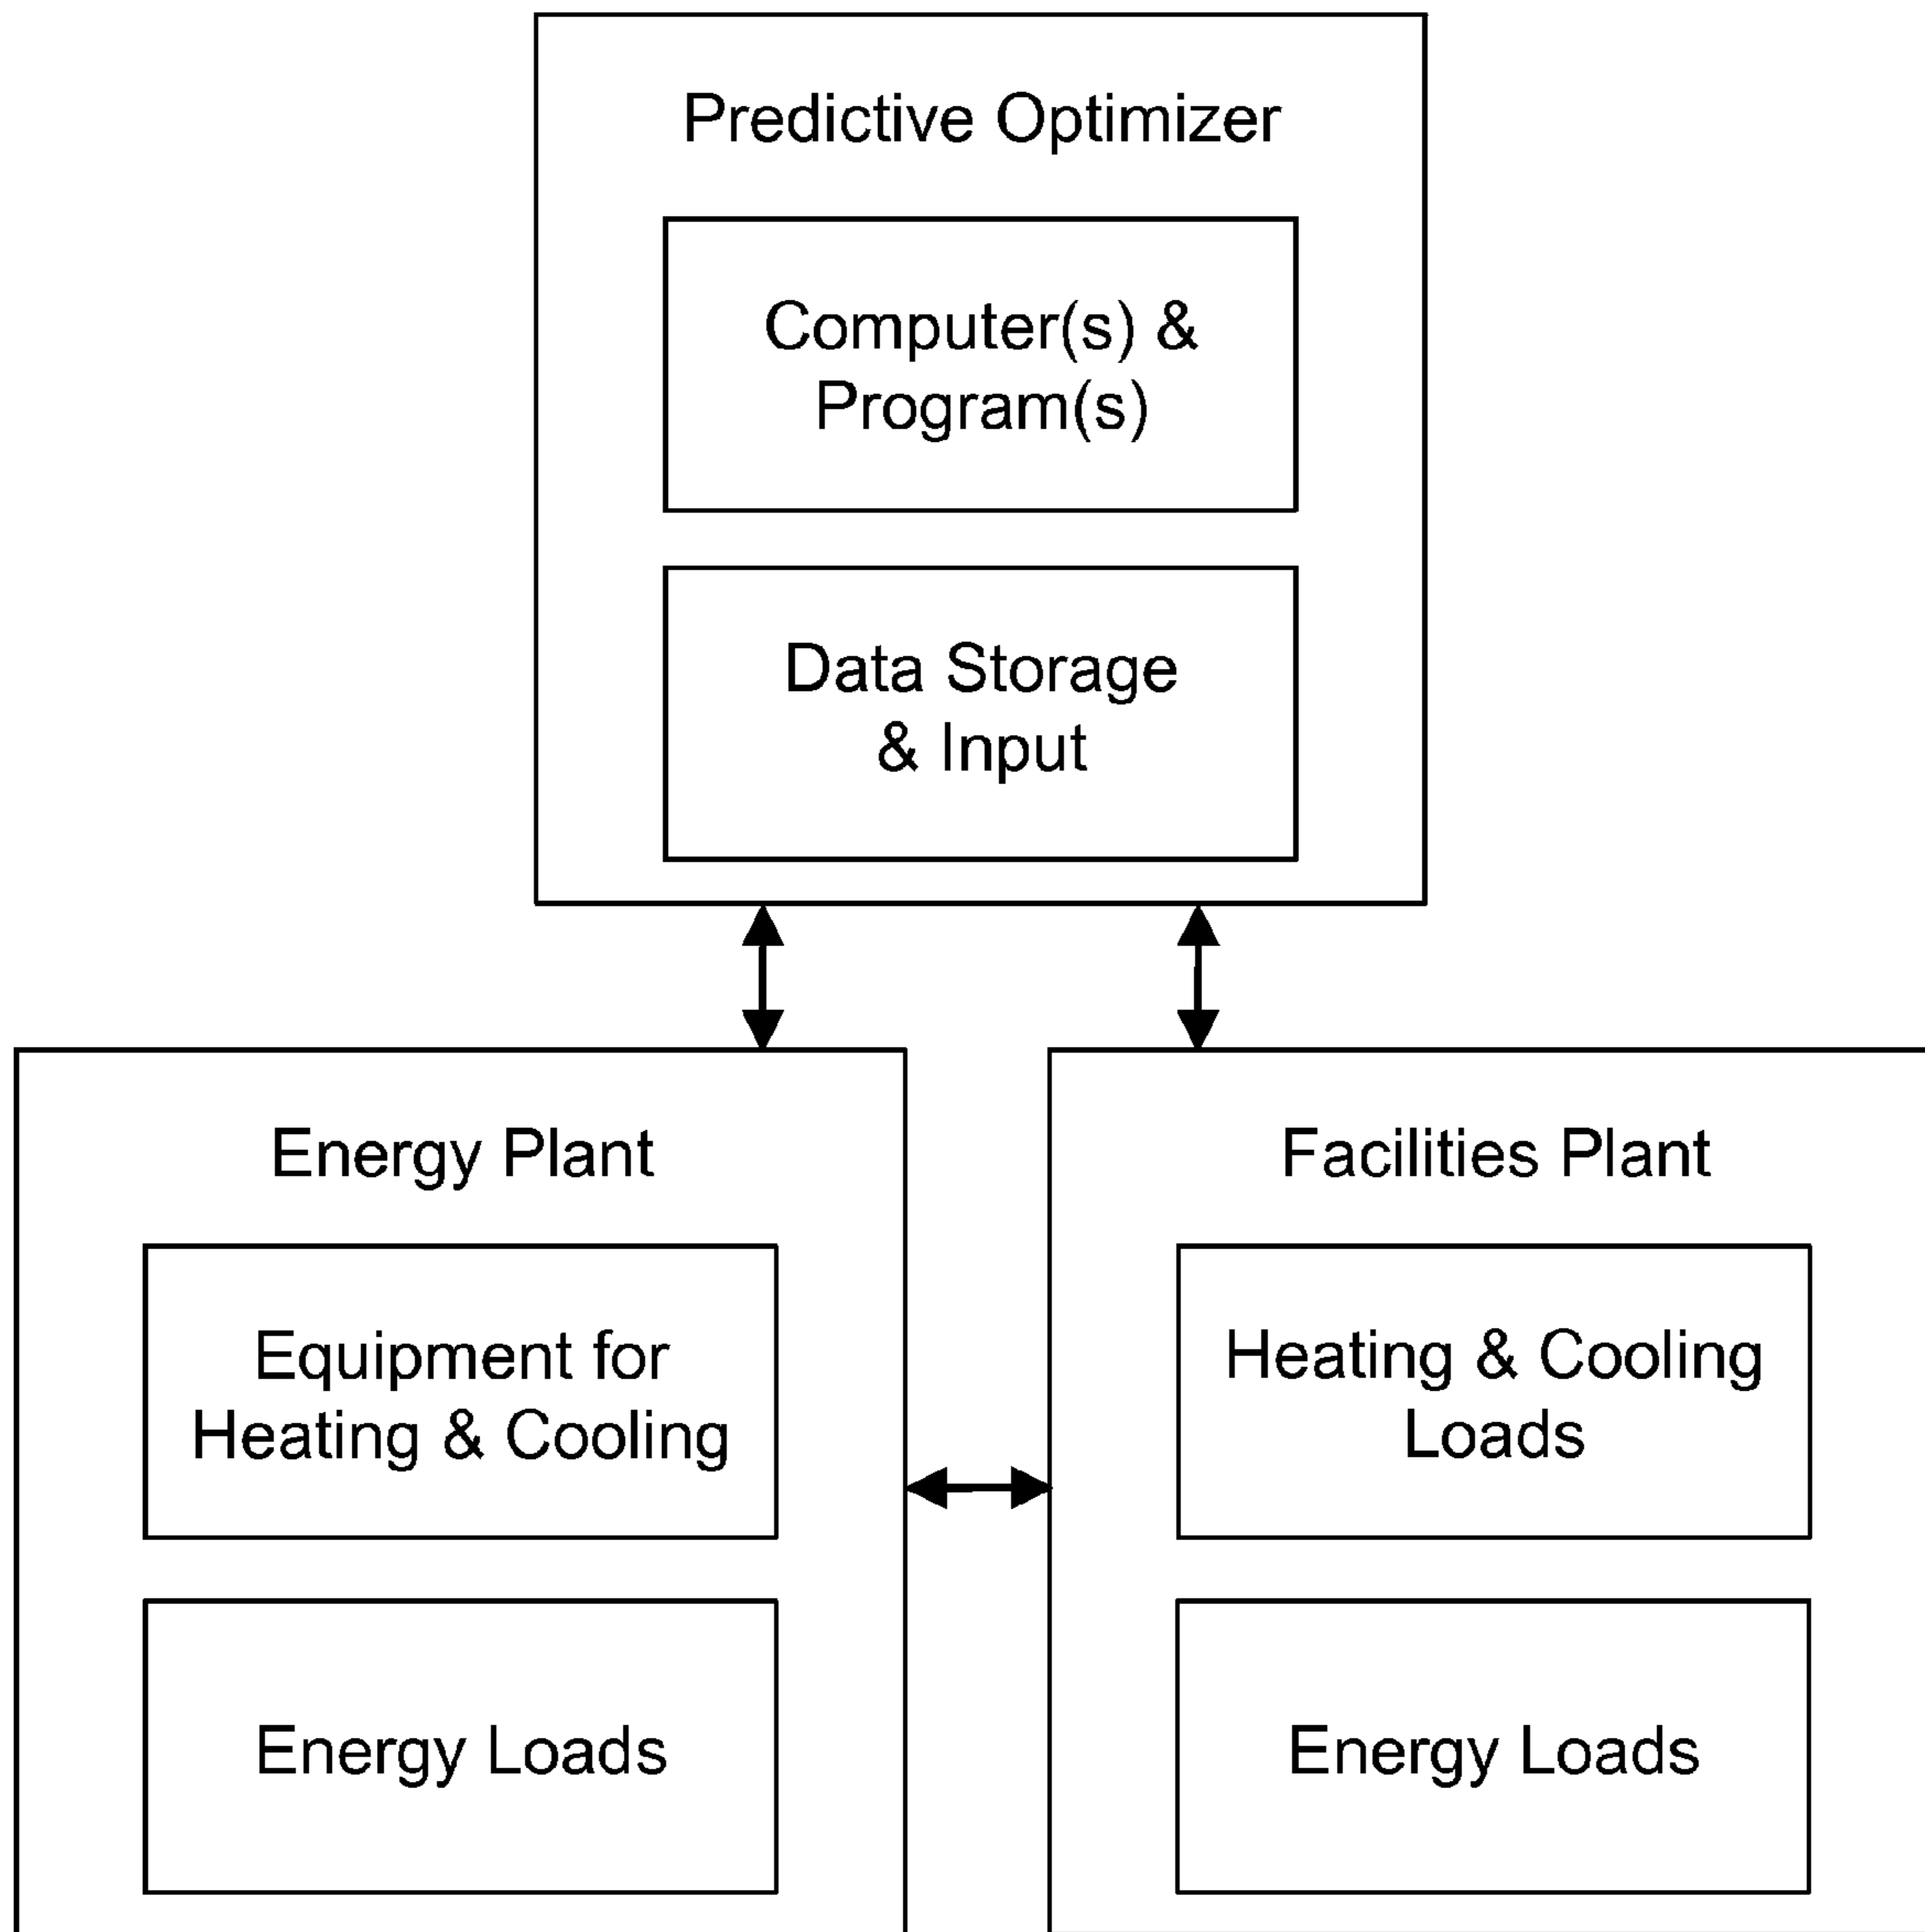 Predictive Optimizer
Computer(s) &
Program(s)
Data Storage
& Input
Energy Plant
Equipment for
Heating & Cooling
Energy Loads
Facilities Plant
Heating & Cooling
Loads
Energy Loads